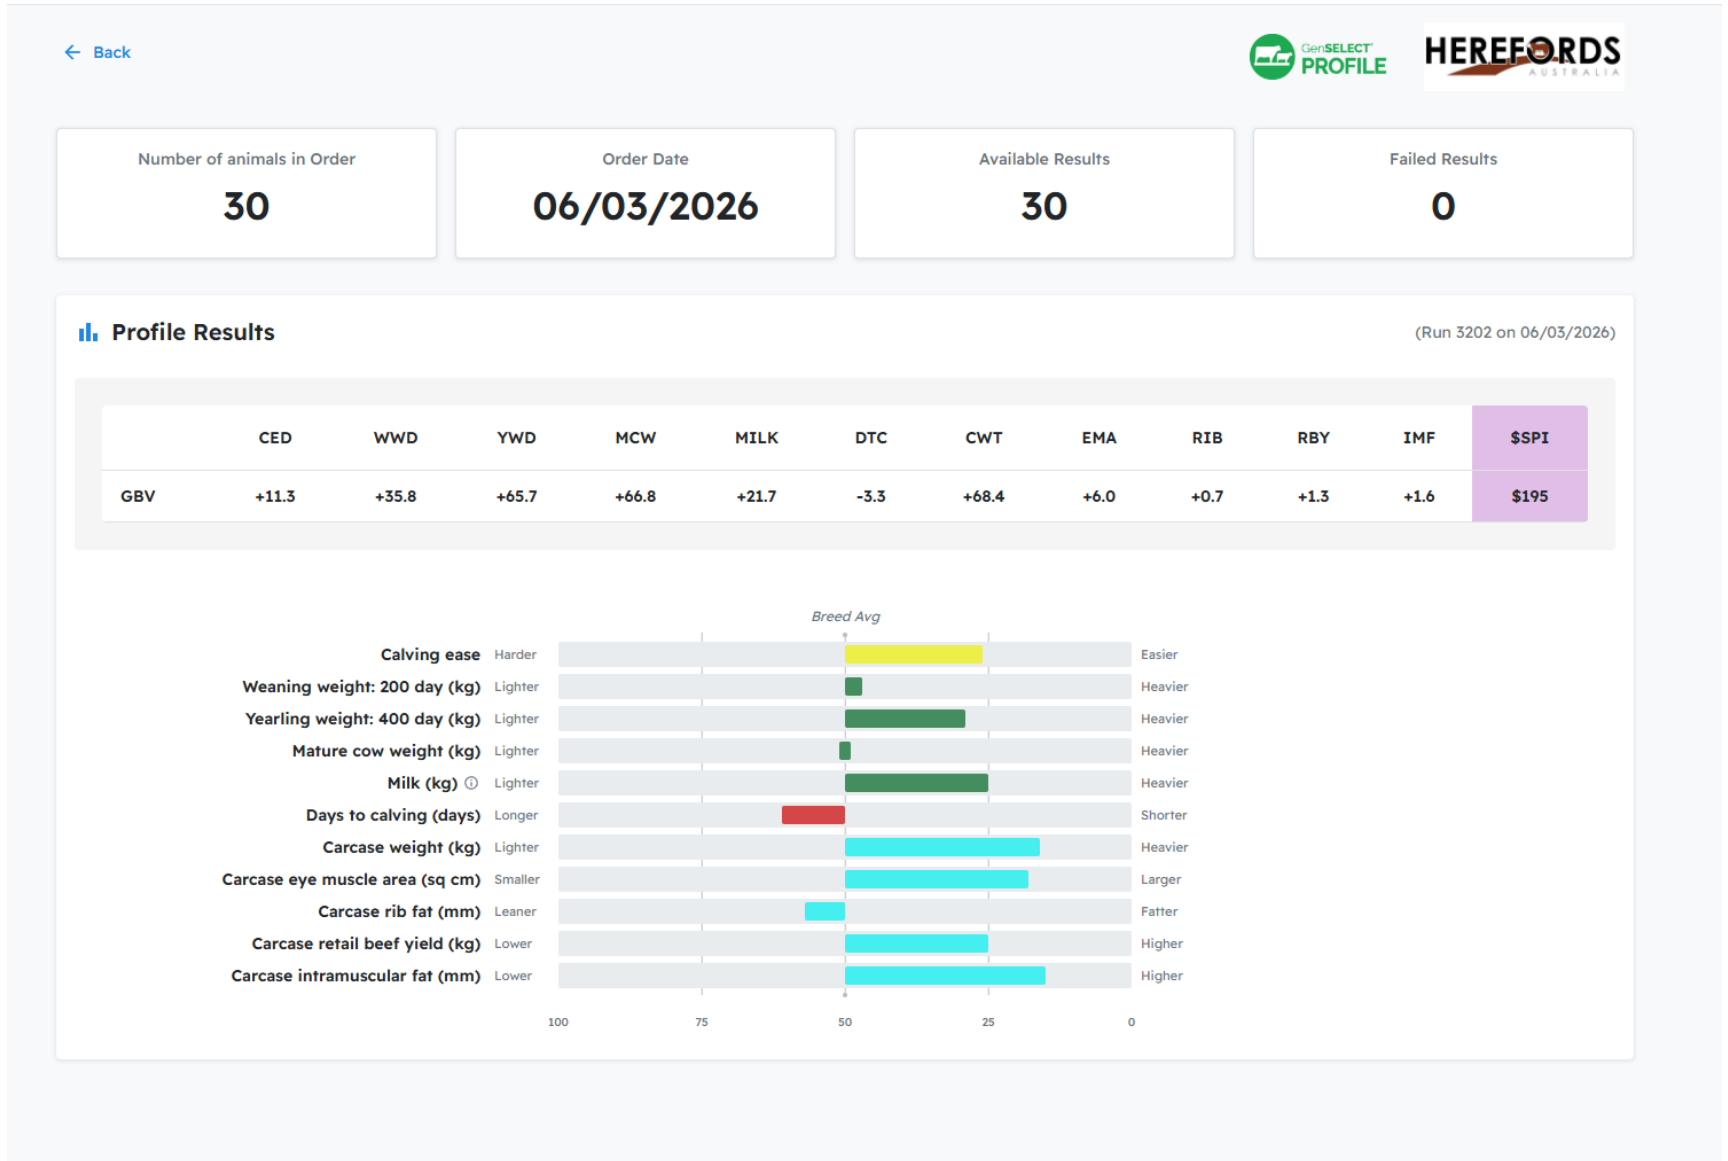 ← Back
GenSELECT
PROFILE
HEREFORDS
AUSTRALIA
Number of animals in Order
30
Order Date
06/03/2026
Available Results
30
Failed Results
0
Profile Results
(Run 3202 on 06/03/2026)
CED WWD YWD MCW MILK DTC CWT EMA RIB RBY IMF $SPI
GBV +11.3 +35.8 +65.7 +66.8 +21.7 -3.3 +68.4 +6.0 +0.7 +1.3 +1.6 $195
Breed Avg
Calving ease Harder Easier
Weaning weight: 200 day (kg) Lighter Heavier
Yearling weight: 400 day (kg) Lighter Heavier
Mature cow weight (kg) Lighter Heavier
Milk (kg) Lighter Heavier
Days to calving (days) Longer Shorter
Carcase weight (kg) Lighter Heavier
Carcase eye muscle area (sq cm) Smaller Larger
Carcase rib fat (mm) Leaner Fatter
Carcase retail beef yield (kg) Lower Higher
Carcase intramuscular fat (mm) Lower Higher
100 75 50 25 0